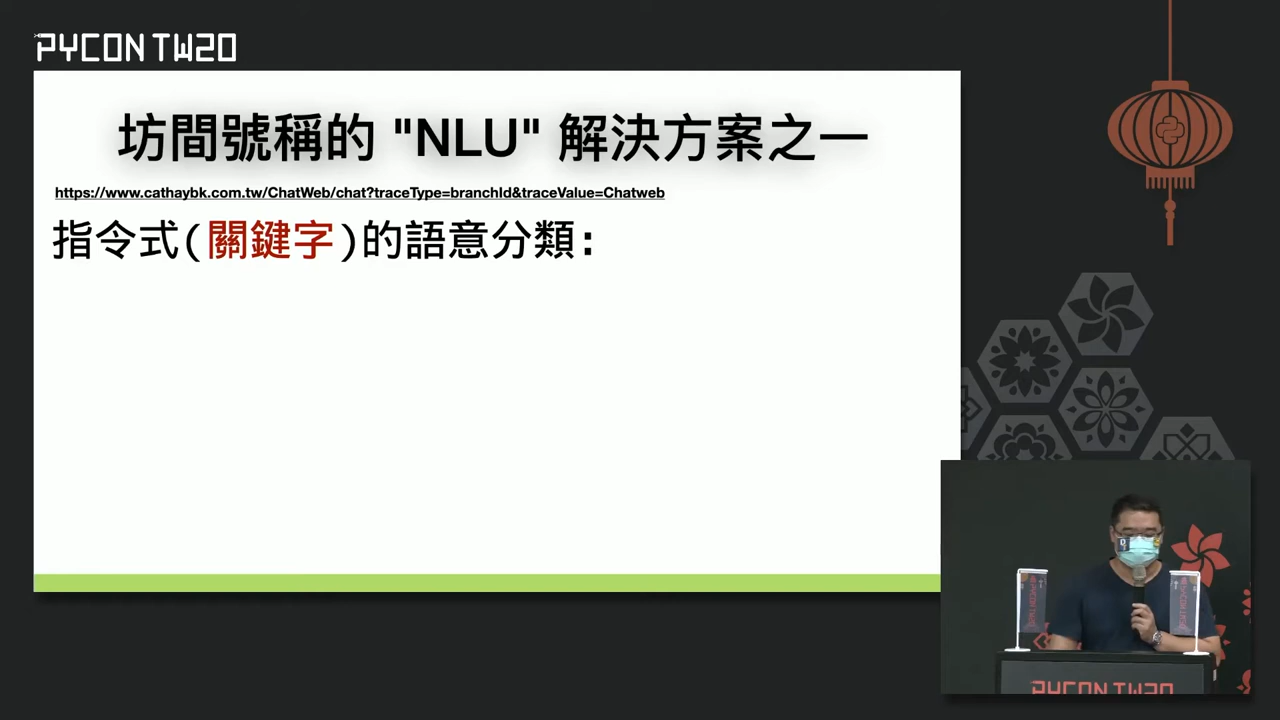 PYCON TW20
坊間號稱的 "NLU" 解決方案之一
https://www.cathaybk.com.tw/ChatWeb/chat?traceType=branchId&traceValue=Chatweb
指令式(關鍵字)的語意分類:
PYCON TW20